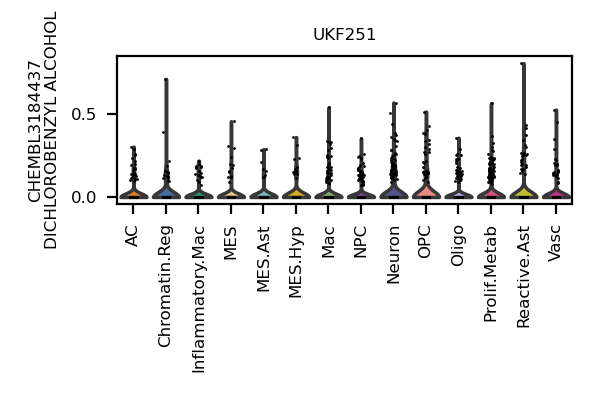 UKF251
CHEMBL3184437
DICHLOROBENZYL ALCOHOL
0.5
0.0
AC
Chromatin.Reg
Inflammatory.Mac
MES
MES.Ast
MES.Hyp
Mac
NPC
Neuron
OPC
Oligo
Prolif.Metab
Reactive.Ast
Vasc